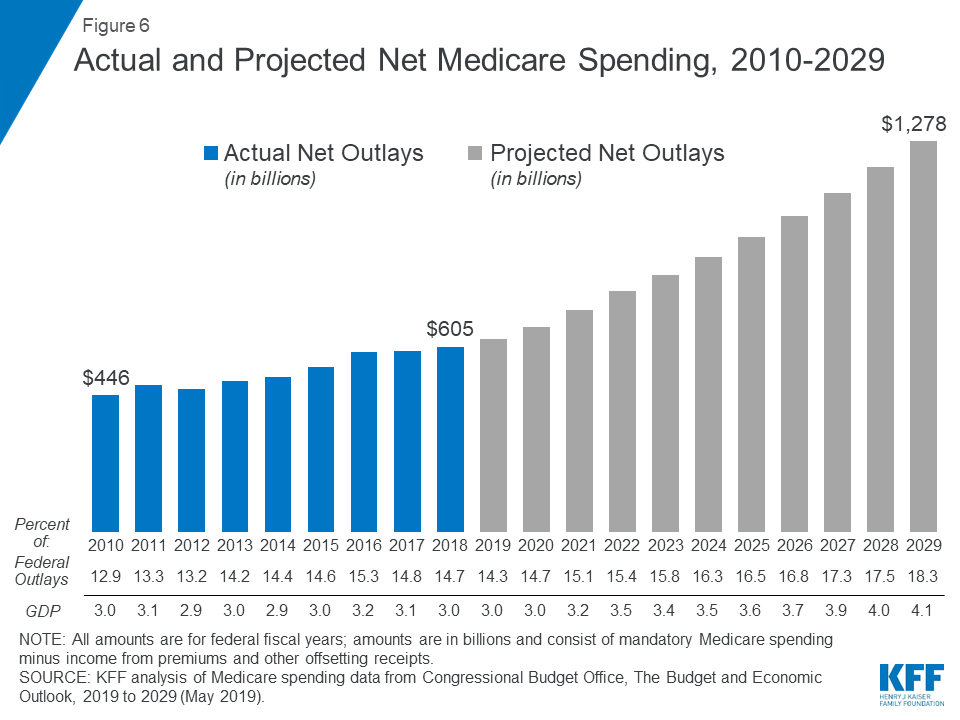 Figure 6
Actual and Projected Net Medicare Spending, 2010-2029
$1,278
Actual Net Outlays Projected Net Outlays
(in billions) (in billions)
$605
$446
Percent
of:
2010 2011 2012 2013 2014 2015 2016 2017 2018 2019 2020 2021 2022 2023 2024 2025 2026 2027 2028 2029
Federal
Outlays 12.9 13.3 13.2 14.2 14.4 14.6 15.3 14.8 14.7 14.3 14.7 15.1 15.4 15.8 16.3 16.5 16.8 17.3 17.5 18.3
GDP 3.0 3.1 2.9 3.0 2.9 3.0 3.2 3.1 3.0 3.0 3.0 3.2 3.5 3.4 3.5 3.6 3.7 3.9 4.0 4.1
NOTE: All amounts are for federal fiscal years; amounts are in billions and consist of mandatory Medicare spending
minus income from premiums and other offsetting receipts.
SOURCE: KFF analysis of Medicare spending data from Congressional Budget Office, The Budget and Economic
Outlook, 2019 to 2029 (May 2019).
KFF
HENRY J KAISER
FAMILY FOUNDATION